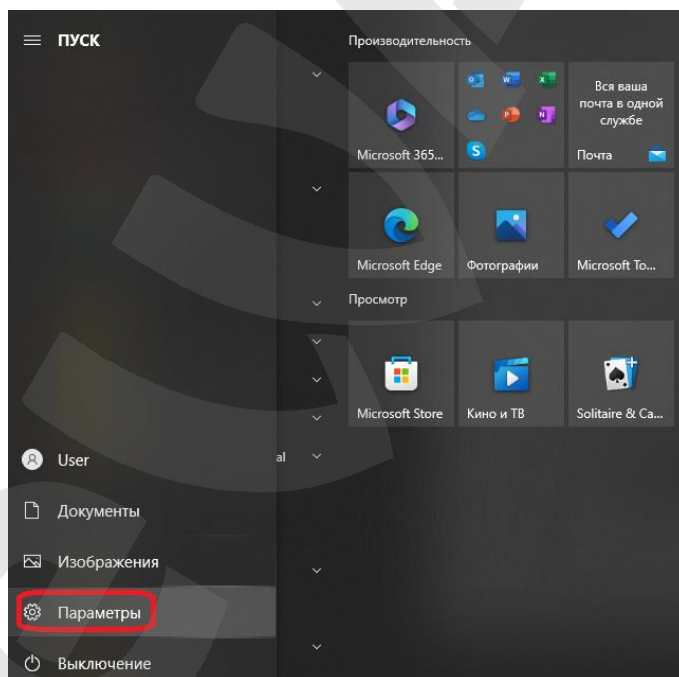 ПУСК
Производительность
Вся ваша
почта в одной
службе
Microsoft 365...
Почта
Microsoft Edge
Фотографии
Microsoft To...
Просмотр
Microsoft Store
Кино и ТВ
Solitaire & Ca...
User
al
Документы
Изображения
Параметры
Выключение